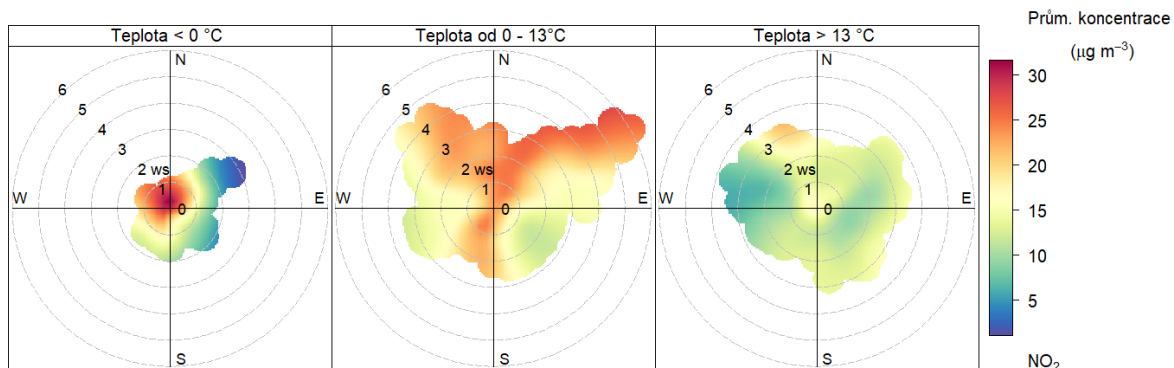 Teplota < 0 °C
Teplota od 0 - 13°C
Teplota > 13 °C
Prům. koncentrace
(μg m⁻³)
N
6
5
4
3
2 ws
1
0
W
E
S
N
6
5
4
3
2 ws
1
0
W
E
S
N
6
5
4
3
2 ws
1
0
W
E
S
30
25
20
15
10
5
NO₂